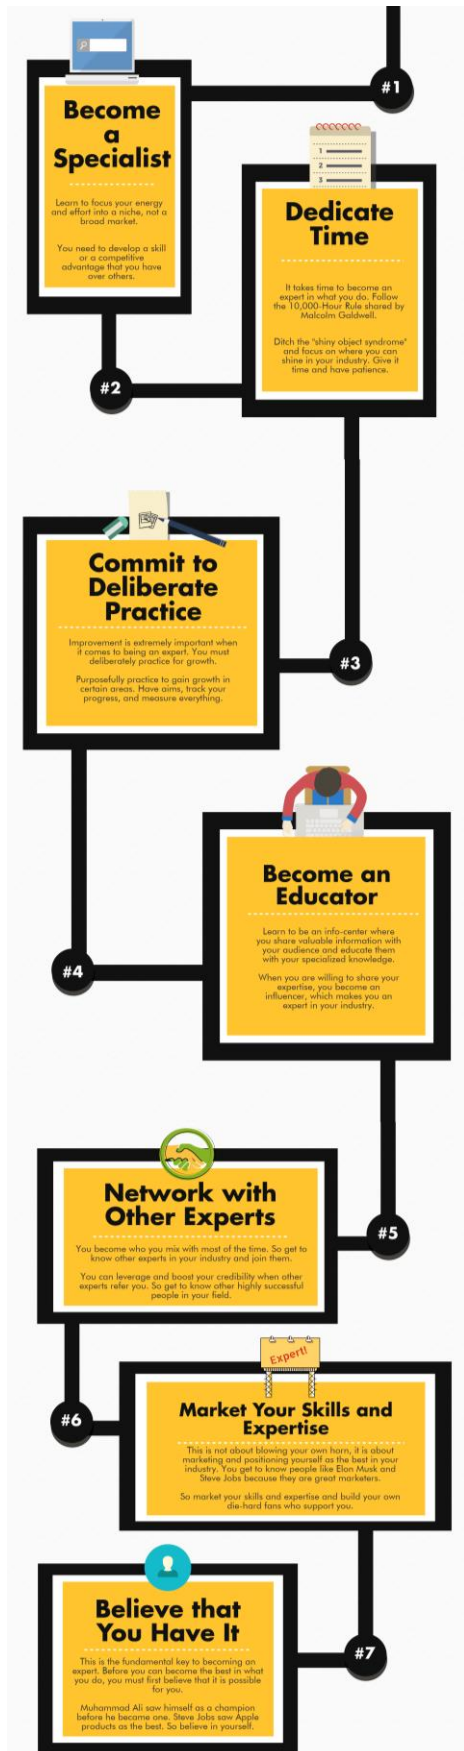 #1
Become
a
Specialist
Learn to focus your energy
and effort into a niche, not a
broad market.
You need to develop a skill
or a competitive
advantage that you have
over others.
#2
1
2
3
Dedicate
Time
It takes time to become an
expert in what you do. Follow
the 10,000-Hour Rule shared by
Malcolm Galdwell.
Ditch the "shiny object syndrome"
and focus on where you can
shine in your industry. Give it
time and have patience.
#3
Commit to
Deliberate
Practice
Improvement is extremely important when
it comes to being an expert. You must
deliberately practice for growth.
Purposefully practice to gain growth in
certain areas. Have aims, track your
progress, and measure everything.
#4
Become an
Educator
Learn to be an info-center where
you share valuable information with
your audience and educate them
with your specialized knowledge.
When you are willing to share your
expertise, you become an
influencer, which makes you an
expert in your industry.
#5
Network with
Other Experts
You become who you mix with most of the time. So get to
know other experts in your industry and join them.
You can leverage and boost your credibility when other
experts refer you. So get to know other highly successful
people in your field.
#6
Expert!
Market Your Skills and
Expertise
This is not about blowing your own horn, it is about
marketing and positioning yourself as the best in your
industry. You get to know people like Elon Musk and
Steve Jobs because they are great marketers.
So market your skills and expertise and build your own
die-hard fans who support you.
#7
Believe that
You Have It
This is the fundamental key to becoming an
expert. Before you can become the best in what
you do, you must first believe that it is possible
for you.
Muhammad Ali saw himself as a champion
before he became one. Steve Jobs saw Apple
products as the best. So believe in yourself.